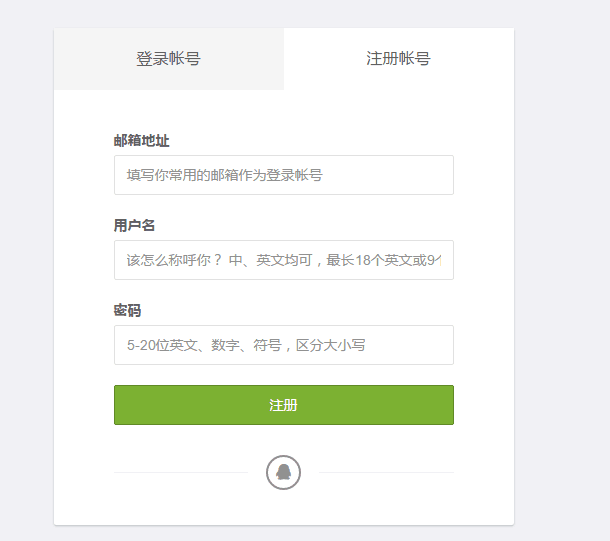 登录帐号
注册帐号
邮箱地址
填写你常用的邮箱作为登录帐号
用户名
该怎么称呼你？ 中、英文均可，最长18个英文或9个
密码
5-20位英文、数字、符号，区分大小写
注册